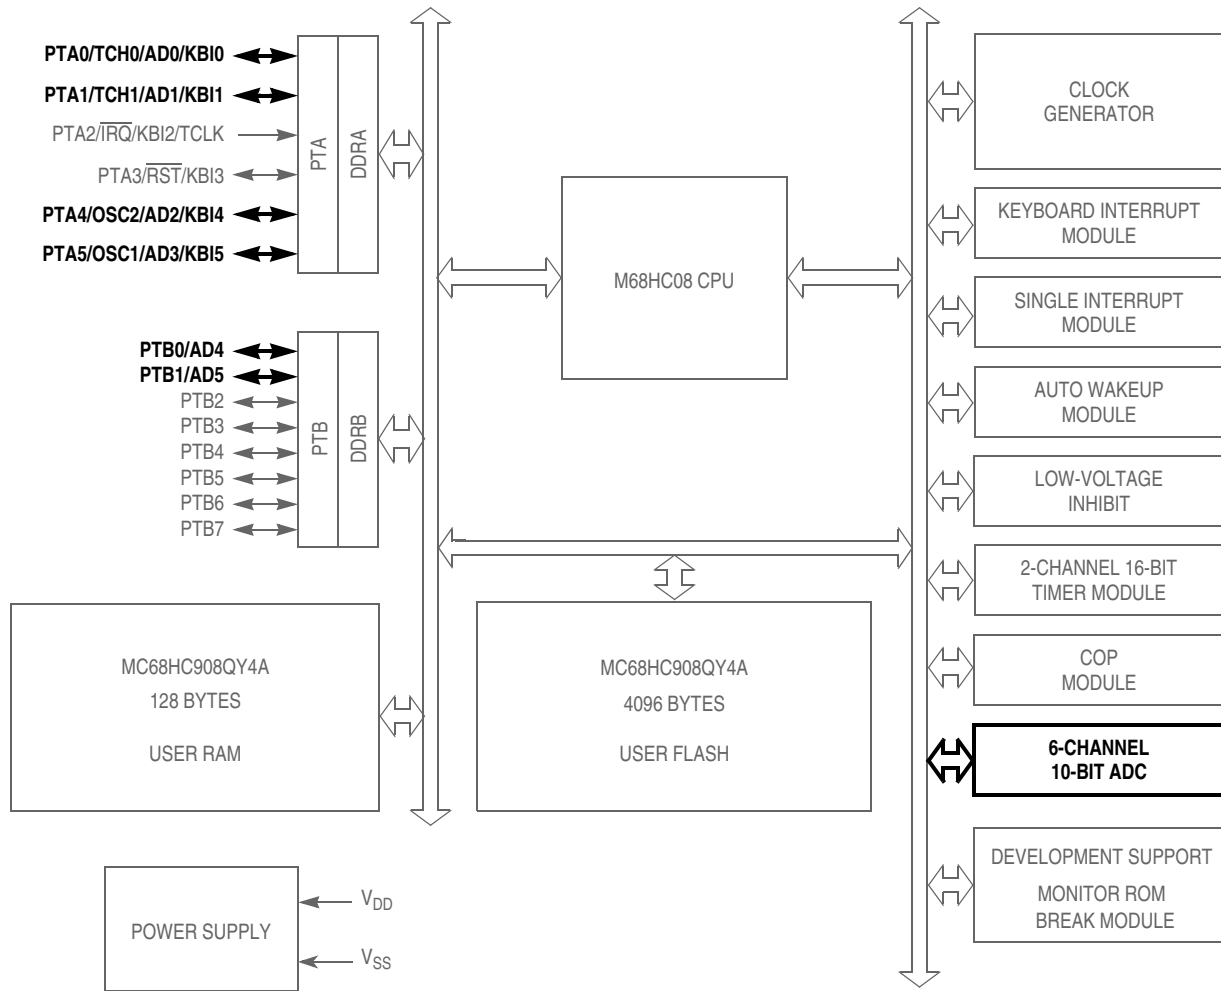 PTA0/TCH0/AD0/KBI0
PTA1/TCH1/AD1/KBI1
PTA2/IRQ/KBI2/TCLK
PTA3/RST/KBI3
PTA4/OSC2/AD2/KBI4
PTA5/OSC1/AD3/KBI5
PTA
DDRA
PTB0/AD4
PTB1/AD5
PTB2
PTB3
PTB4
PTB5
PTB6
PTB7
PTB
DDRB
M68HC08 CPU
MC68HC908QY4A
128 BYTES
USER RAM
MC68HC908QY4A
4096 BYTES
USER FLASH
POWER SUPPLY
VDD
VSS
CLOCK
GENERATOR
KEYBOARD INTERRUPT
MODULE
SINGLE INTERRUPT
MODULE
AUTO WAKEUP
MODULE
LOW-VOLTAGE
INHIBIT
2-CHANNEL 16-BIT
TIMER MODULE
COP
MODULE
6-CHANNEL
10-BIT ADC
DEVELOPMENT SUPPORT
MONITOR ROM
BREAK MODULE